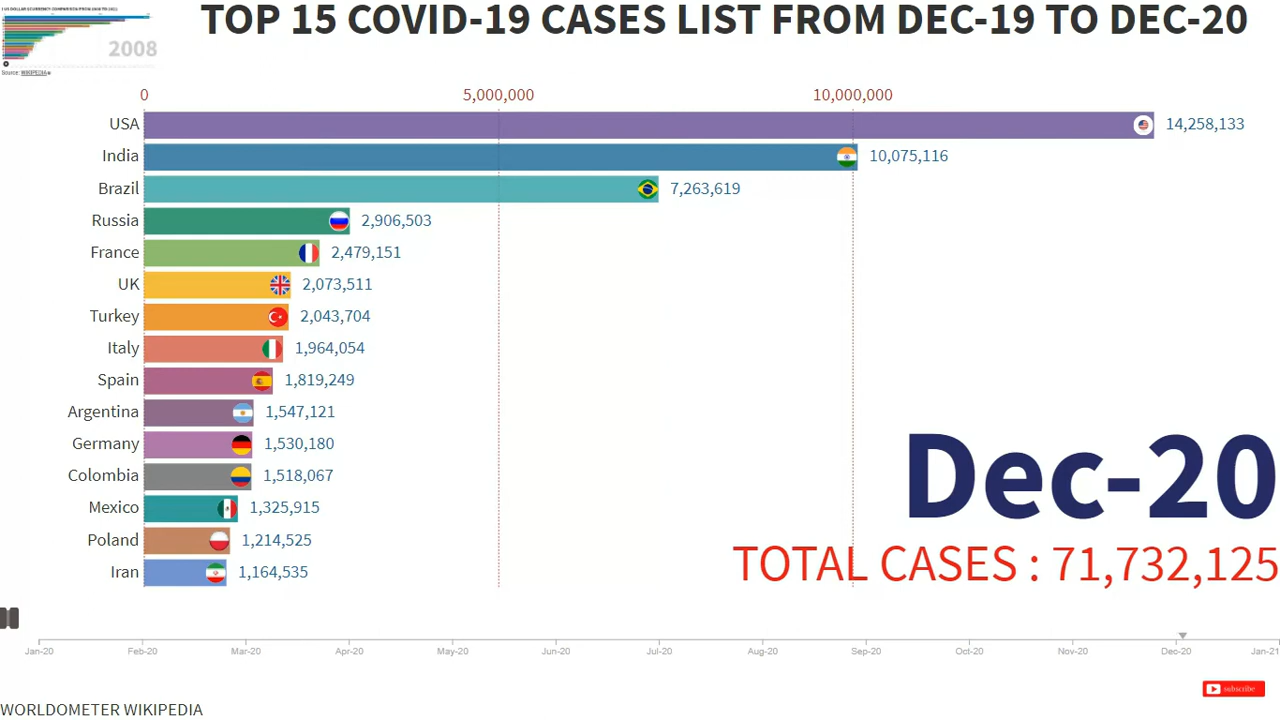 TOP 15 COVID-19 CASES LIST FROM DEC-19 TO DEC-20
2008
Source: WIKIPEDIA
0 5,000,000 10,000,000
USA 14,258,133
India 10,075,116
Brazil 7,263,619
Russia 2,906,503
France 2,479,151
UK 2,073,511
Turkey 2,043,704
Italy 1,964,054
Spain 1,819,249
Argentina 1,547,121
Germany 1,530,180
Colombia 1,518,067
Mexico 1,325,915
Poland 1,214,525
Iran 1,164,535
Dec-20
TOTAL CASES : 71,732,125
Jan-20 Feb-20 Mar-20 Apr-20 May-20 Jun-20 Jul-20 Aug-20 Sep-20 Oct-20 Nov-20 Dec-20 Jan-21
subscribe
WORLDOMETER WIKIPEDIA